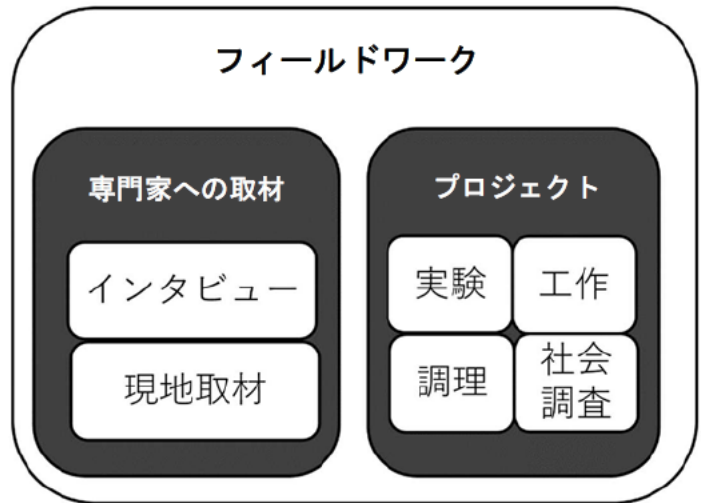 フィールドワーク
専門家への取材
インタビュー
現地取材
プロジェクト
実験
工作
調理
社会
調査